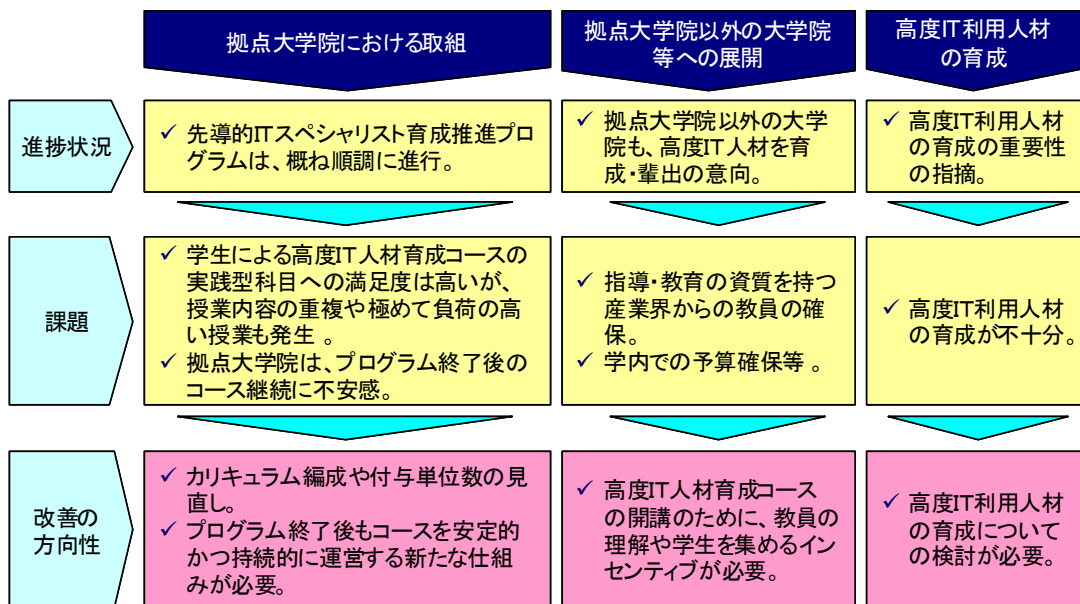 拠点大学院における取組
拠点大学院以外の大学院
等への展開
高度IT利用人材
の育成
進捗状況
✓ 先導的ITスペシャリスト育成推進プロ
グラムは、概ね順調に進行。
✓ 拠点大学院以外の大学
院も、高度IT人材を育
成・輩出の意向。
✓ 高度IT利用人材
の育成の重要性
の指摘。
課題
✓ 学生による高度IT人材育成コースの
実践型科目への満足度は高いが、
授業内容の重複や極めて負荷の高
い授業も発生 。
✓ 拠点大学院は、プログラム終了後の
コース継続に不安感。
✓ 指導・教育の資質を持つ
産業界からの教員の確
保。
✓ 学内での予算確保等 。
✓ 高度IT利用人材
の育成が不十分。
改善の
方向性
✓ カリキュラム編成や付与単位数の見
直し。
✓ プログラム終了後もコースを安定的
かつ持続的に運営する新たな仕組
みが必要。
✓ 高度IT人材育成コース
の開講のために、教員の
理解や学生を集めるイン
センティブが必要。
✓ 高度IT利用人材
の育成についての
の検討が必要。